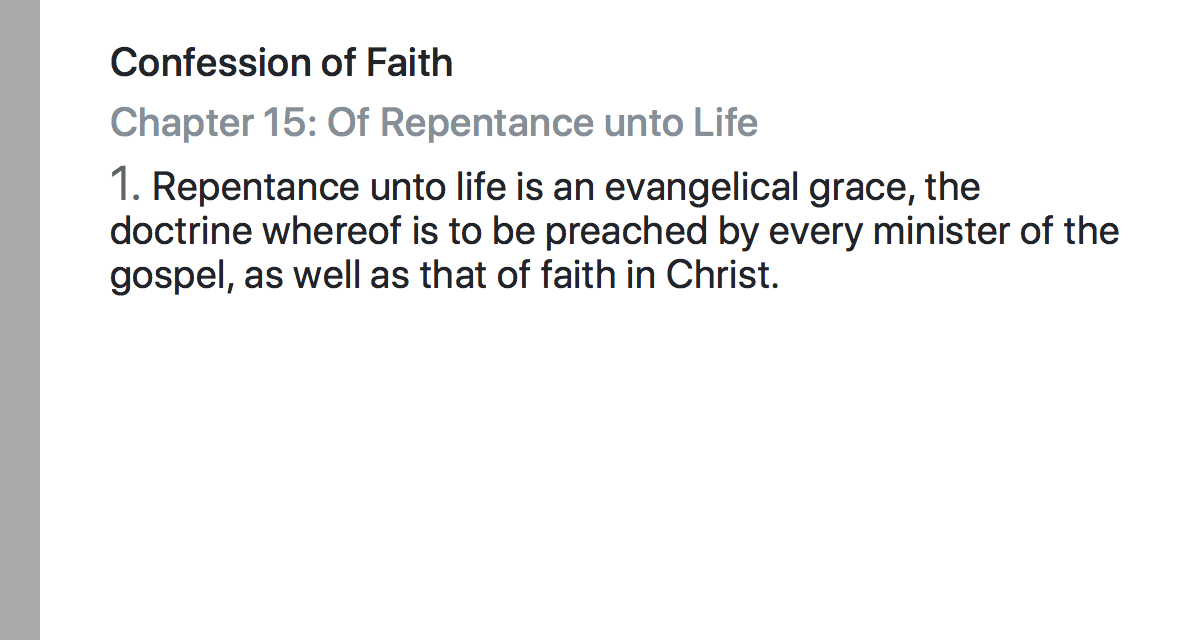 Confession of Faith
Chapter 15: Of Repentance unto Life
1. Repentance unto life is an evangelical grace, the
doctrine whereof is to be preached by every minister of the
gospel, as well as that of faith in Christ.